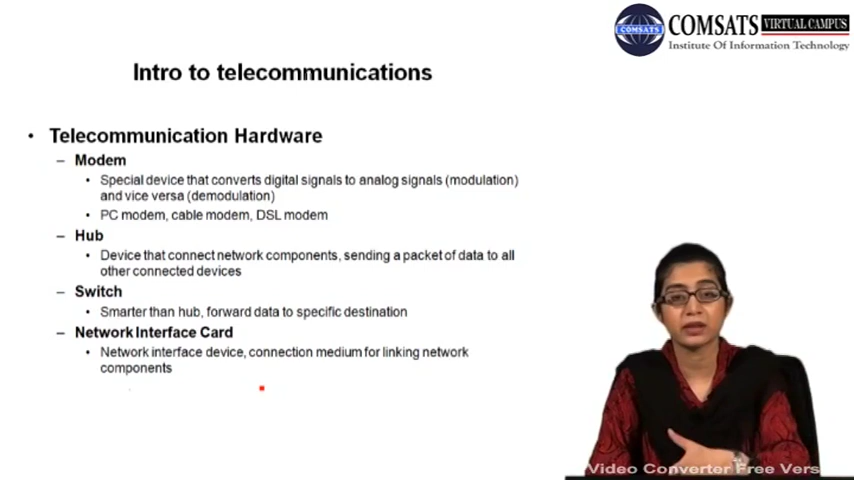 COMSATS VIRTUAL CAMPUS
COMSATS
Institute Of Information Technology
Intro to telecommunications
• Telecommunication Hardware
– Modem
• Special device that converts digital signals to analog signals (modulation)
and vice versa (demodulation)
• PC modem, cable modem, DSL modem
– Hub
• Device that connect network components, sending a packet of data to all
other connected devices
– Switch
• Smarter than hub, forward data to specific destination
– Network Interface Card
• Network interface device, connection medium for linking network
components
Video Converter Free Vers